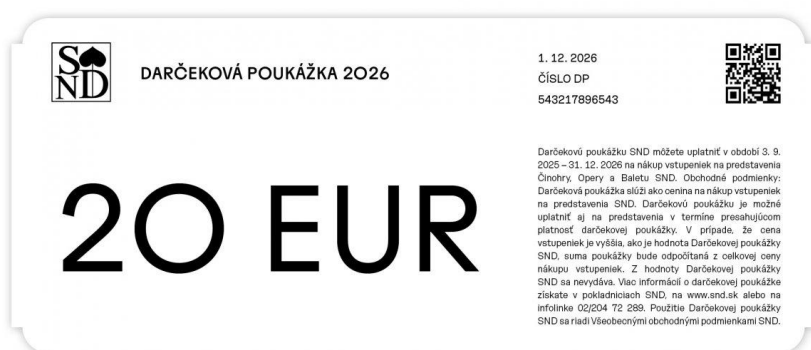 SND
DARČEKOVÁ POUKÁŽKA 2026
1. 12. 2026
ČÍSLO DP
543217896543
20 EUR
Darčekovú poukážku SND môžete uplatniť v období 3. 9.
2025 – 31. 12. 2026 na nákup vstupeniek na predstavenia
Činohry, Opery a Baletu SND. Obchodné podmienky:
Darčeková poukážka slúži ako cenina na nákup vstupeniek
na predstavenia SND. Darčekovú poukážku je možné
uplatniť aj na predstavenia v termíne presahujúcom
platnosť darčekovej poukážky. V prípade, že cena
vstupeniek je vyššia, ako je hodnota Darčekovej poukážky
SND, suma poukážky bude odpočítaná z celkovej ceny
nákupu vstupeniek. Z hodnoty Darčekovej poukážky
SND sa nevydáva. Viac informácií o darčekovej poukážke
získate v pokladniciach SND, na www.snd.sk alebo na
infolinke 02/204 72 289. Použitie Darčekovej poukážky
SND sa riadi Všeobecnými obchodnými podmienkami SND.